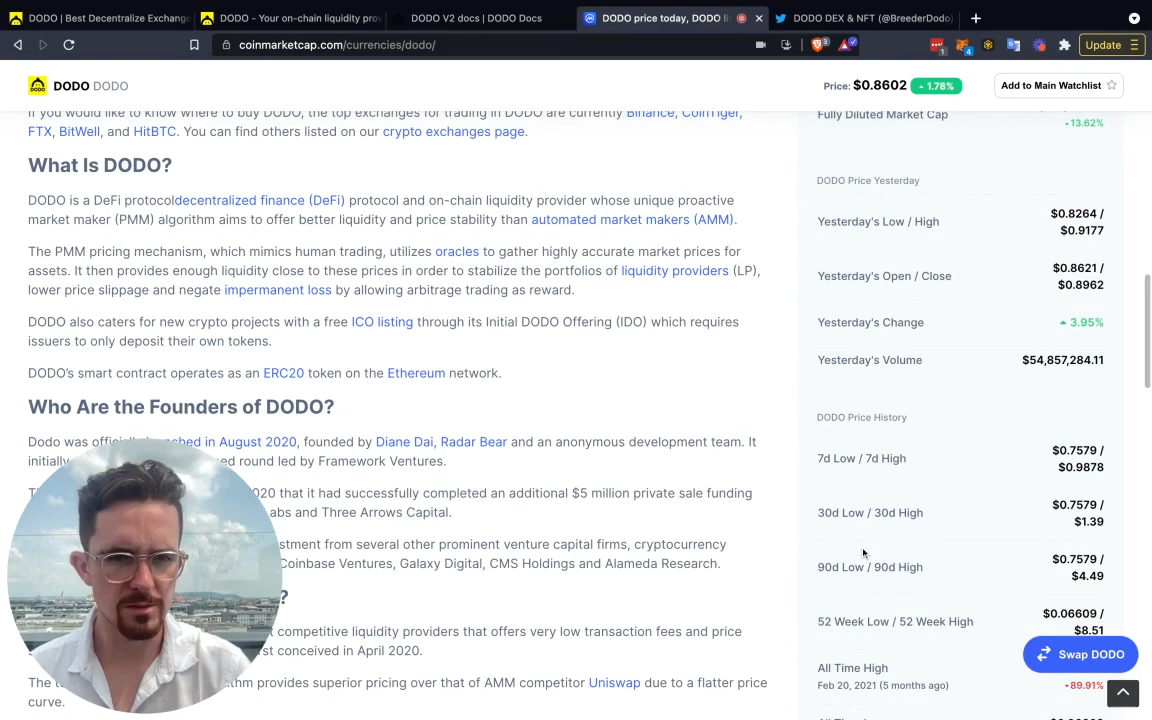 DODO | Best Decentralize Exchang
DODO - Your on-chain liquidity prov
DODO V2 docs | DODO Docs
DODO price today, DODO li
DODO DEX & NFT (@BreederDodo)
coinmarketcap.com/currencies/dodo/
3
1
4
Update
DODO DODO
Price: $0.8602 1.78%
Add to Main Watchlist
If you would like to know where to buy DODO, the top exchanges for trading in DODO are currently Binance, CoinTiger,
FTX, BitWell, and HitBTC. You can find others listed on our crypto exchanges page.
What Is DODO?
DODO is a DeFi protocoldecentralized finance (DeFi) protocol and on-chain liquidity provider whose unique proactive
market maker (PMM) algorithm aims to offer better liquidity and price stability than automated market makers (AMM).
The PMM pricing mechanism, which mimics human trading, utilizes oracles to gather highly accurate market prices for
assets. It then provides enough liquidity close to these prices in order to stabilize the portfolios of liquidity providers (LP),
lower price slippage and negate impermanent loss by allowing arbitrage trading as reward.
DODO also caters for new crypto projects with a free ICO listing through its Initial DODO Offering (IDO) which requires
issuers to only deposit their own tokens.
DODO's smart contract operates as an ERC20 token on the Ethereum network.
Who Are the Founders of DODO?
Dodo was in August 2020, founded by Diane Dai, Radar Bear and an anonymous development team. It
round led by Framework Ventures.
that it had successfully completed an additional $5 million private sale funding
and Three Arrows Capital.
from several other prominent venture capital firms, cryptocurrency
Coinbase Ventures, Galaxy Digital, CMS Holdings and Alameda Research.
?
competitive liquidity providers that offers very low transaction fees and price
conceived in April 2020.
The provides superior pricing over that of AMM competitor Uniswap due to a flatter price
curve.
Fully Diluted Market Cap
13.62%
DODO Price Yesterday
Yesterday's Low / High
$0.8264 /
$0.9177
Yesterday's Open / Close
$0.8621 /
$0.8962
Yesterday's Change
3.95%
Yesterday's Volume
$54,857,284.11
DODO Price History
7d Low / 7d High
$0.7579 /
$0.9878
30d Low / 30d High
$0.7579 /
$1.39
90d Low / 90d High
$0.7579 /
$4.49
52 Week Low / 52 Week High
$0.06609 /
$8.51
Swap DODO
All Time High
Feb 20, 2021 (5 months ago)
-89.91%